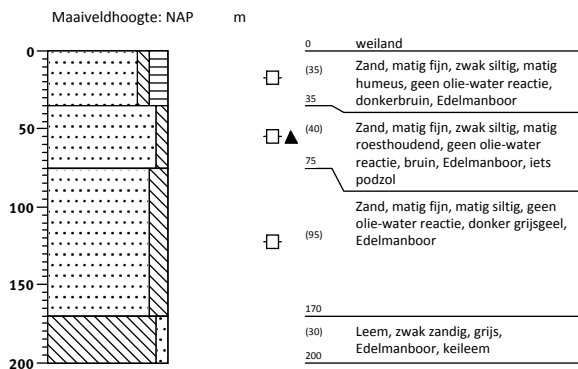 Maaiveldhoogte: NAP m
0
50
100
150
200
0 weiland
(35) Zand, matig fijn, zwak siltig, matig
humeus, geen olie-water reactie,
35 donkerbruin, Edelmanboor
(40) Zand, matig fijn, zwak siltig, matig
roesthoudend, geen olie-water
75 reactie, bruin, Edelmanboor, iets
podzol
Zand, matig fijn, matig siltig, geen
olie-water reactie, donker grijsgeel,
(95) Edelmanboor
170
(30) Leem, zwak zandig, grijs,
200 Edelmanboor, keileem